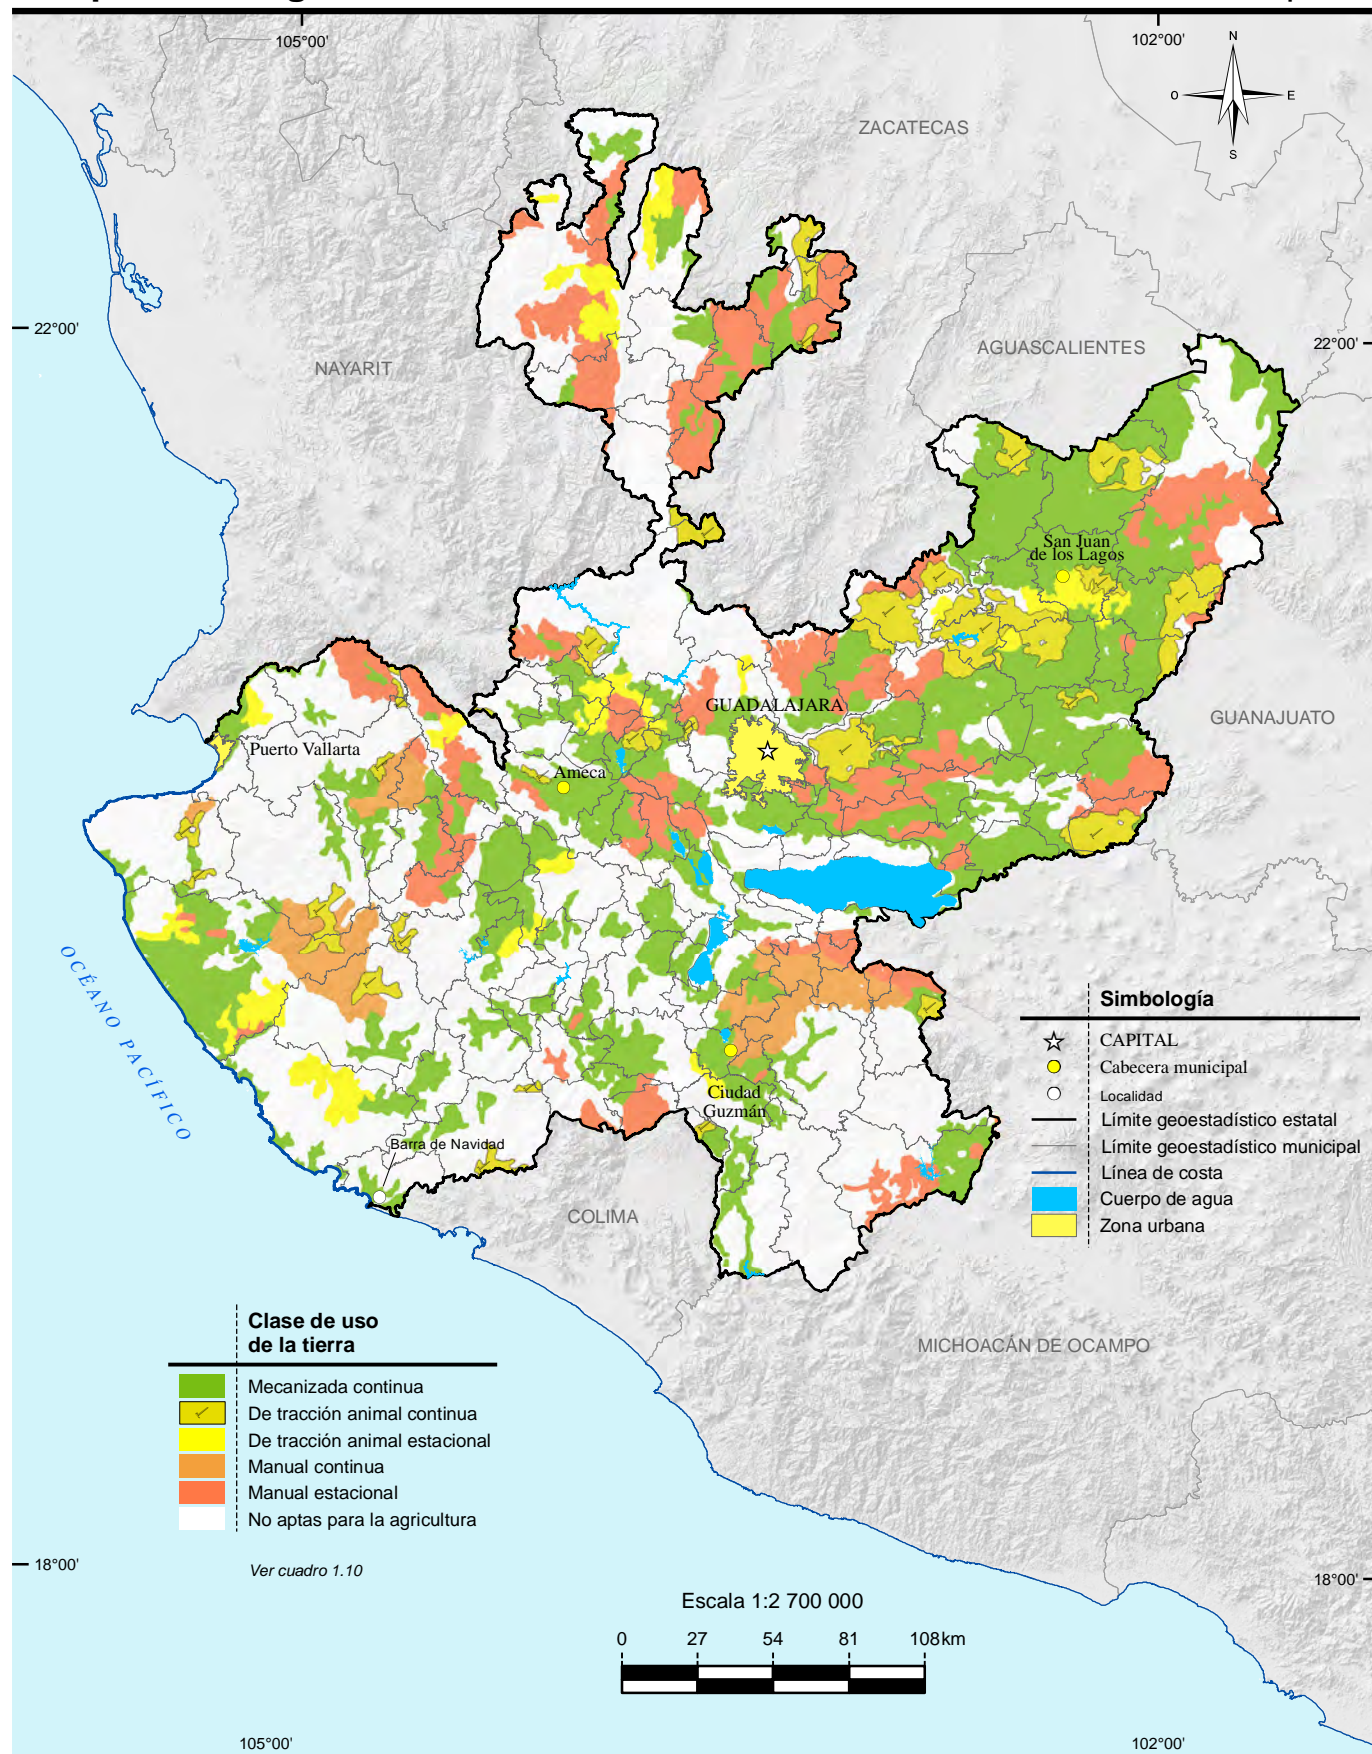 105°00'
102°00'
N
O
E
S
ZACATECAS
22°00'
22°00'
AGUASCALIENTES
NAYARIT
San Juan
de los Lagos
GUADALAJARA
GUANAJUATO
Puerto Vallarta
Ameca
OCÉANO PACÍFICO
Simbología
CAPITAL
Cabecera municipal
Localidad
Límite geoestadístico estatal
Límite geoestadístico municipal
Línea de costa
Cuerpo de agua
Zona urbana
Ciudad
Guzmán
Barra de Navidad
COLIMA
MICHOACÁN DE OCAMPO
Clase de uso
de la tierra
Mecanizada continua
De tracción animal continua
De tracción animal estacional
Manual continua
Manual estacional
No aptas para la agricultura
Ver cuadro 1.10
18°00'
18°00'
Escala 1:2 700 000
0 27 54 81 108 km
105°00'
102°00'